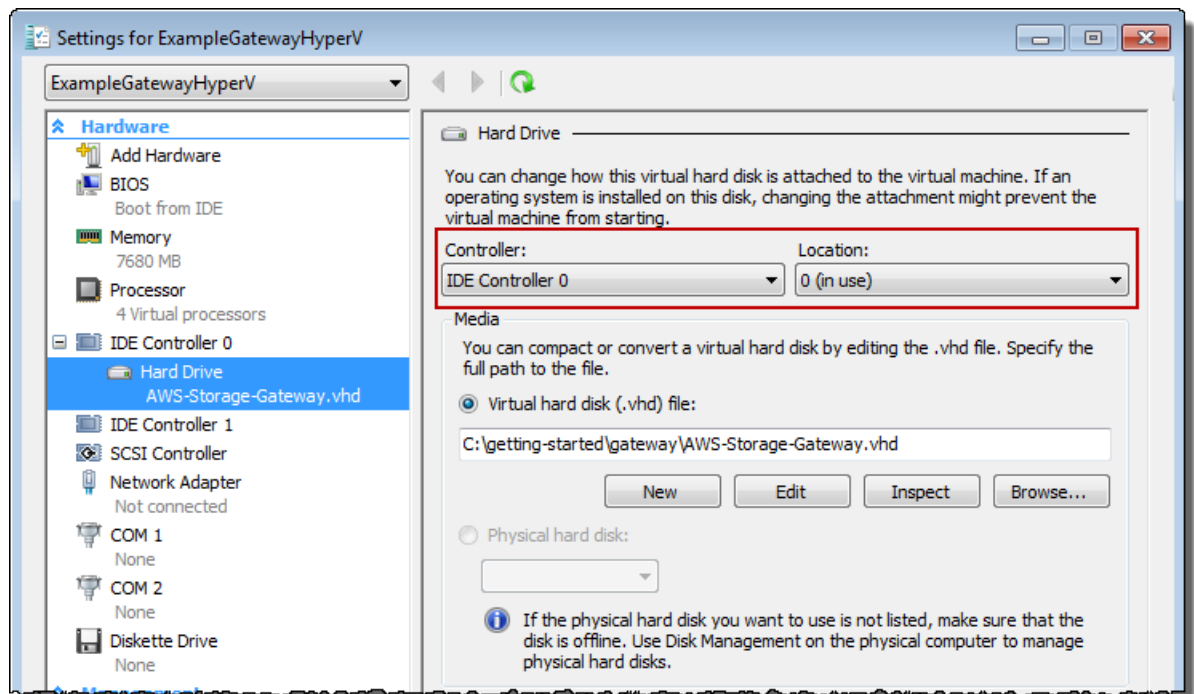 Settings for ExampleGatewayHyperV
ExampleGatewayHyperV
Hardware
Add Hardware
BIOS
Boot from IDE
Memory
7680 MB
Processor
4 Virtual processors
IDE Controller 0
Hard Drive
AWS-Storage-Gateway.vhd
IDE Controller 1
SCSI Controller
Network Adapter
Not connected
COM 1
None
COM 2
None
Diskette Drive
None
Hard Drive
You can change how this virtual hard disk is attached to the virtual machine. If an
operating system is installed on this disk, changing the attachment might prevent the
virtual machine from starting.
Controller:
Location:
IDE Controller 0
0 (in use)
Media
You can compact or convert a virtual hard disk by editing the .vhd file. Specify the
full path to the file.
Virtual hard disk (.vhd) file:
C:\getting-started\gateway\AWS-Storage-Gateway.vhd
New
Edit
Inspect
Browse...
Physical hard disk:
If the physical hard disk you want to use is not listed, make sure that the
disk is offline. Use Disk Management on the physical computer to manage
physical hard disks.